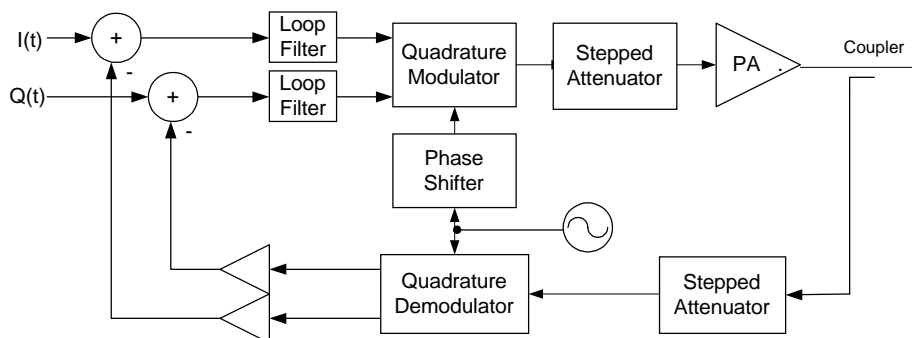 I(t)
+
-
Loop
Filter
Quadrature
Modulator
Stepped
Attenuator
PA .
Coupler
Q(t)
+
-
Loop
Filter
Phase
Shifter
Quadrature
Demodulator
Stepped
Attenuator